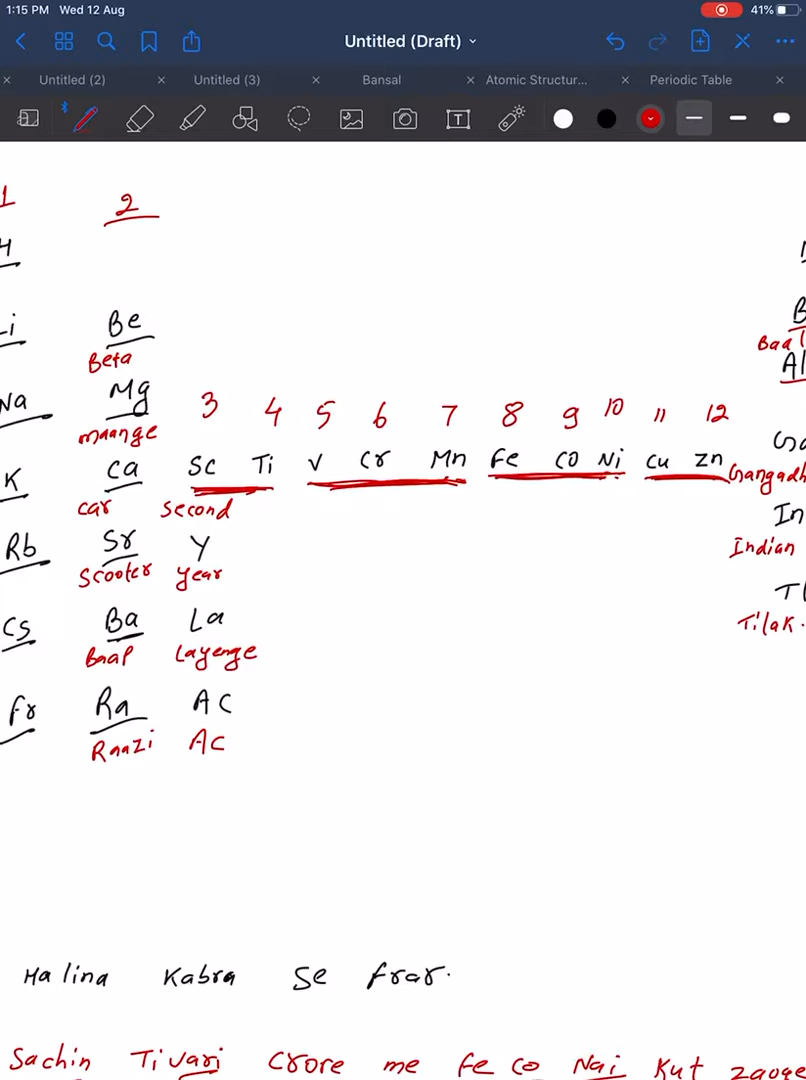 1:15 PM Wed 12 Aug 41%
Untitled (Draft)
Untitled (2) Untitled (3) Bansal Atomic Structur... Periodic Table
T
1 2
H
Li Be B
Beta Baal
Na Mg Al
maange
3 4 5 6 7 8 9 10 11 12
K Ca Sc Ti V Cr Mn Fe CO Ni Cu Zn Ga
car Second Gangadh
Rb Sr Y In
Scooter year Indian
Cs Ba La Tl
Baap Layenge Tilak.
Fr Ra AC
Raazi AC
Halina Kabra Se frar.
Sachin Tivari Crore me fe co Nai Kut zaoge